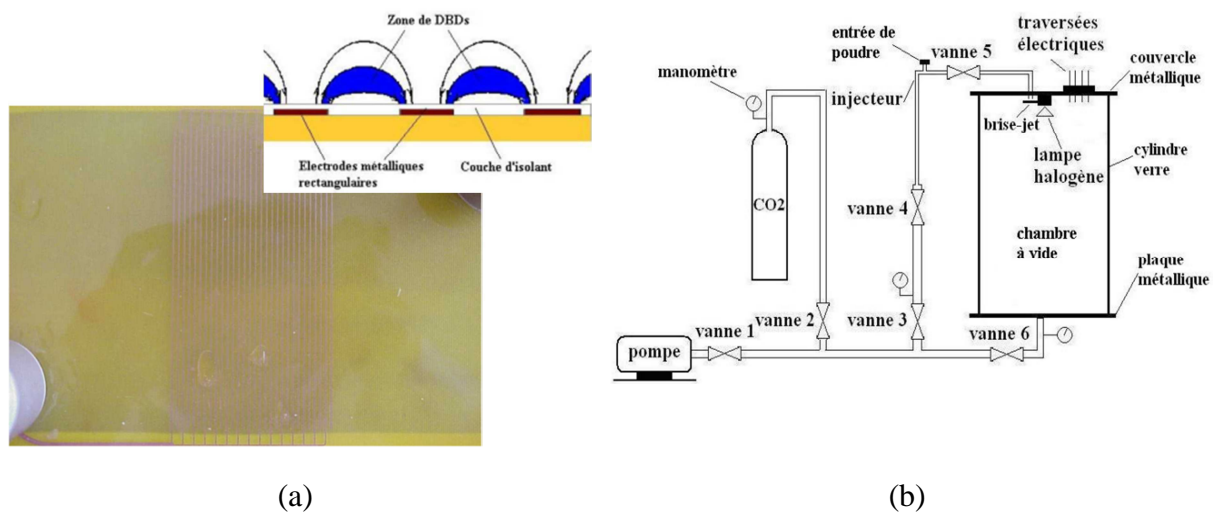 Zone de DBDs
Electrodes métalliques
rectangulaires
Couche d'isolant
(a)
manomètre
entrée de
poudre
vanne 5
traversées
électriques
couvercle
métallique
injecteur
brise-jet
lampe
halogène
cylindre
verre
CO2
vanne 4
chambre
à vide
plaque
métallique
vanne 2
vanne 3
vanne 1
vanne 6
pompe
(b)